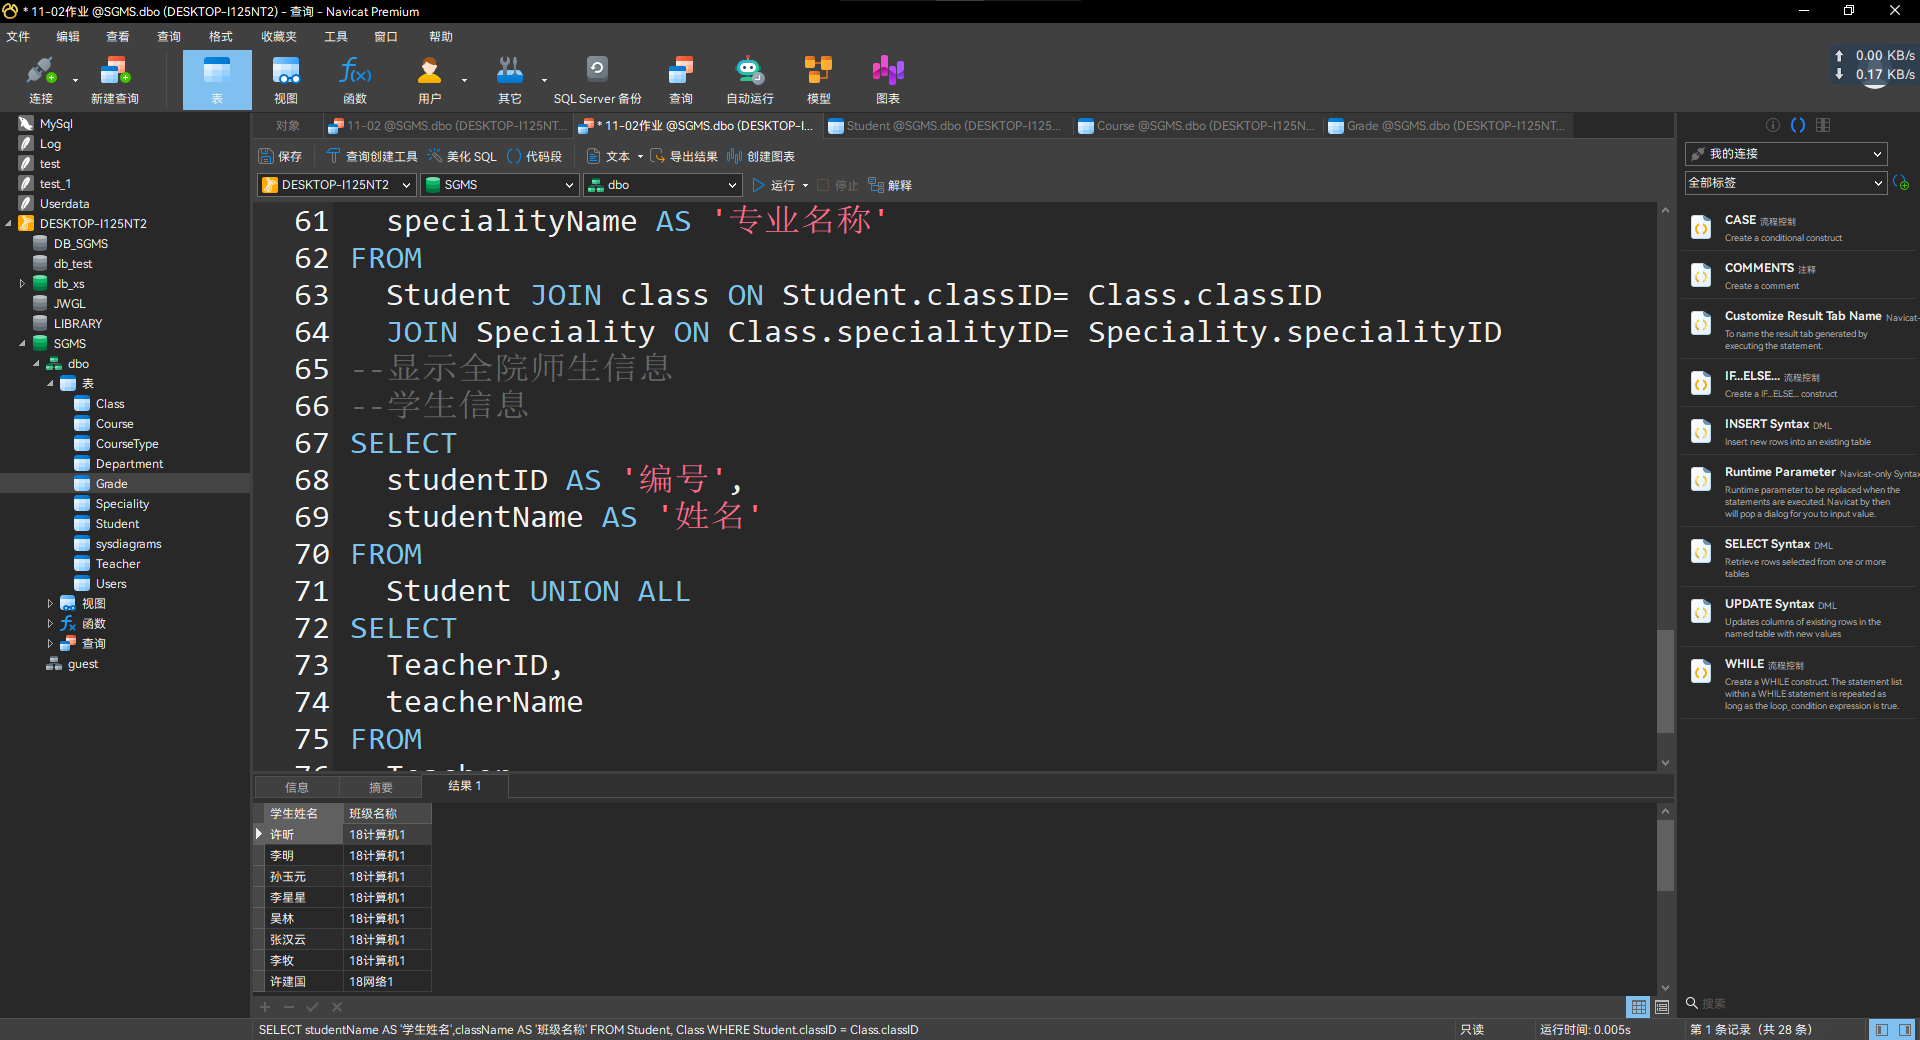 * 11-02作业 @SGMS.dbo (DESKTOP-I125NT2) - 查询 - Navicat Premium
文件 编辑 查看 查询 格式 收藏夹 工具 窗口 帮助
0.00 KB/s
0.17 KB/s
连接 新建查询 表 视图 函数 用户 其它 SQL Server 备份 查询 自动运行 模型 图表
MySql
Log
test
test_1
Userdata
DESKTOP-I125NT2
DB_SGMS
db_test
db_xs
JWGL
LIBRARY
SGMS
dbo
表
Class
Course
CourseType
Department
Grade
Speciality
Student
sysdiagrams
Teacher
Users
视图
函数
查询
guest
对象 11-02 @SGMS.dbo (DESKTOP-I125NT... * 11-02作业 @SGMS.dbo (DESKTOP-I... Student @SGMS.dbo (DESKTOP-I125... Course @SGMS.dbo (DESKTOP-I125N... Grade @SGMS.dbo (DESKTOP-I125NT...
保存 查询创建工具 美化 SQL 代码段 文本 导出结果 创建图表
DESKTOP-I125NT2 SGMS dbo 运行 停止 解释
61 specialityName AS '专业名称'
62 FROM
63 Student JOIN class ON Student.classID= Class.classID
64 JOIN Speciality ON Class.specialityID= Speciality.specialityID
65 --显示全院师生信息
66 --学生信息
67 SELECT
68 studentID AS '编号',
69 studentName AS '姓名'
70 FROM
71 Student UNION ALL
72 SELECT
73 TeacherID,
74 teacherName
75 FROM
76 Teacher
信息 摘要 结果 1
学生姓名 班级名称
许昕 18计算机1
李明 18计算机1
孙玉元 18计算机1
李星星 18计算机1
吴林 18计算机1
张汉云 18计算机1
李牧 18计算机1
许建国 18网络1
SELECT studentName AS '学生姓名',className AS '班级名称' FROM Student, Class WHERE Student.classID = Class.classID
只读 运行时间: 0.005s 第 1 条记录 (共 28 条)
我的连接
全部标签
CASE 流程控制
Create a conditional construct
COMMENTS 注释
Create a comment
Customize Result Tab Name Navicat-
To name the result tab generated by
executing the statement.
IF...ELSE... 流程控制
Create a IF...ELSE... construct
INSERT Syntax DML
Insert new rows into an existing table
Runtime Parameter Navicat-only Syntax
Runtime parameter to be replaced when the
statements are executed. Navicat by then
will pop a dialog for you to input value.
SELECT Syntax DML
Retrieve rows selected from one or more
tables
UPDATE Syntax DML
Updates columns of existing rows in the
named table with new values
WHILE 流程控制
Create a WHILE construct. The statement list
within a WHILE statement is repeated as
long as the loop_condition expression is true.
搜索